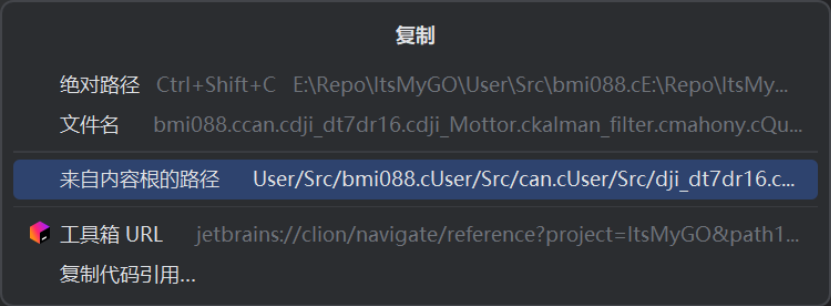 复制
绝对路径 Ctrl+Shift+C E:\Repo\ItsMyGO\User\Src\bmi088.cE:\Repo\ItsMy...
文件名 bmi088.ccan.cdji_dt7dr16.cdji_Mottor.ckalman_filter.cmahony.cQu...
来自内容根的路径 User/Src/bmi088.cUser/Src/can.cUser/Src/dji_dt7dr16.c...
工具箱 URL jetbrains://clion/navigate/reference?project=ItsMyGO&path1...
复制代码引用...